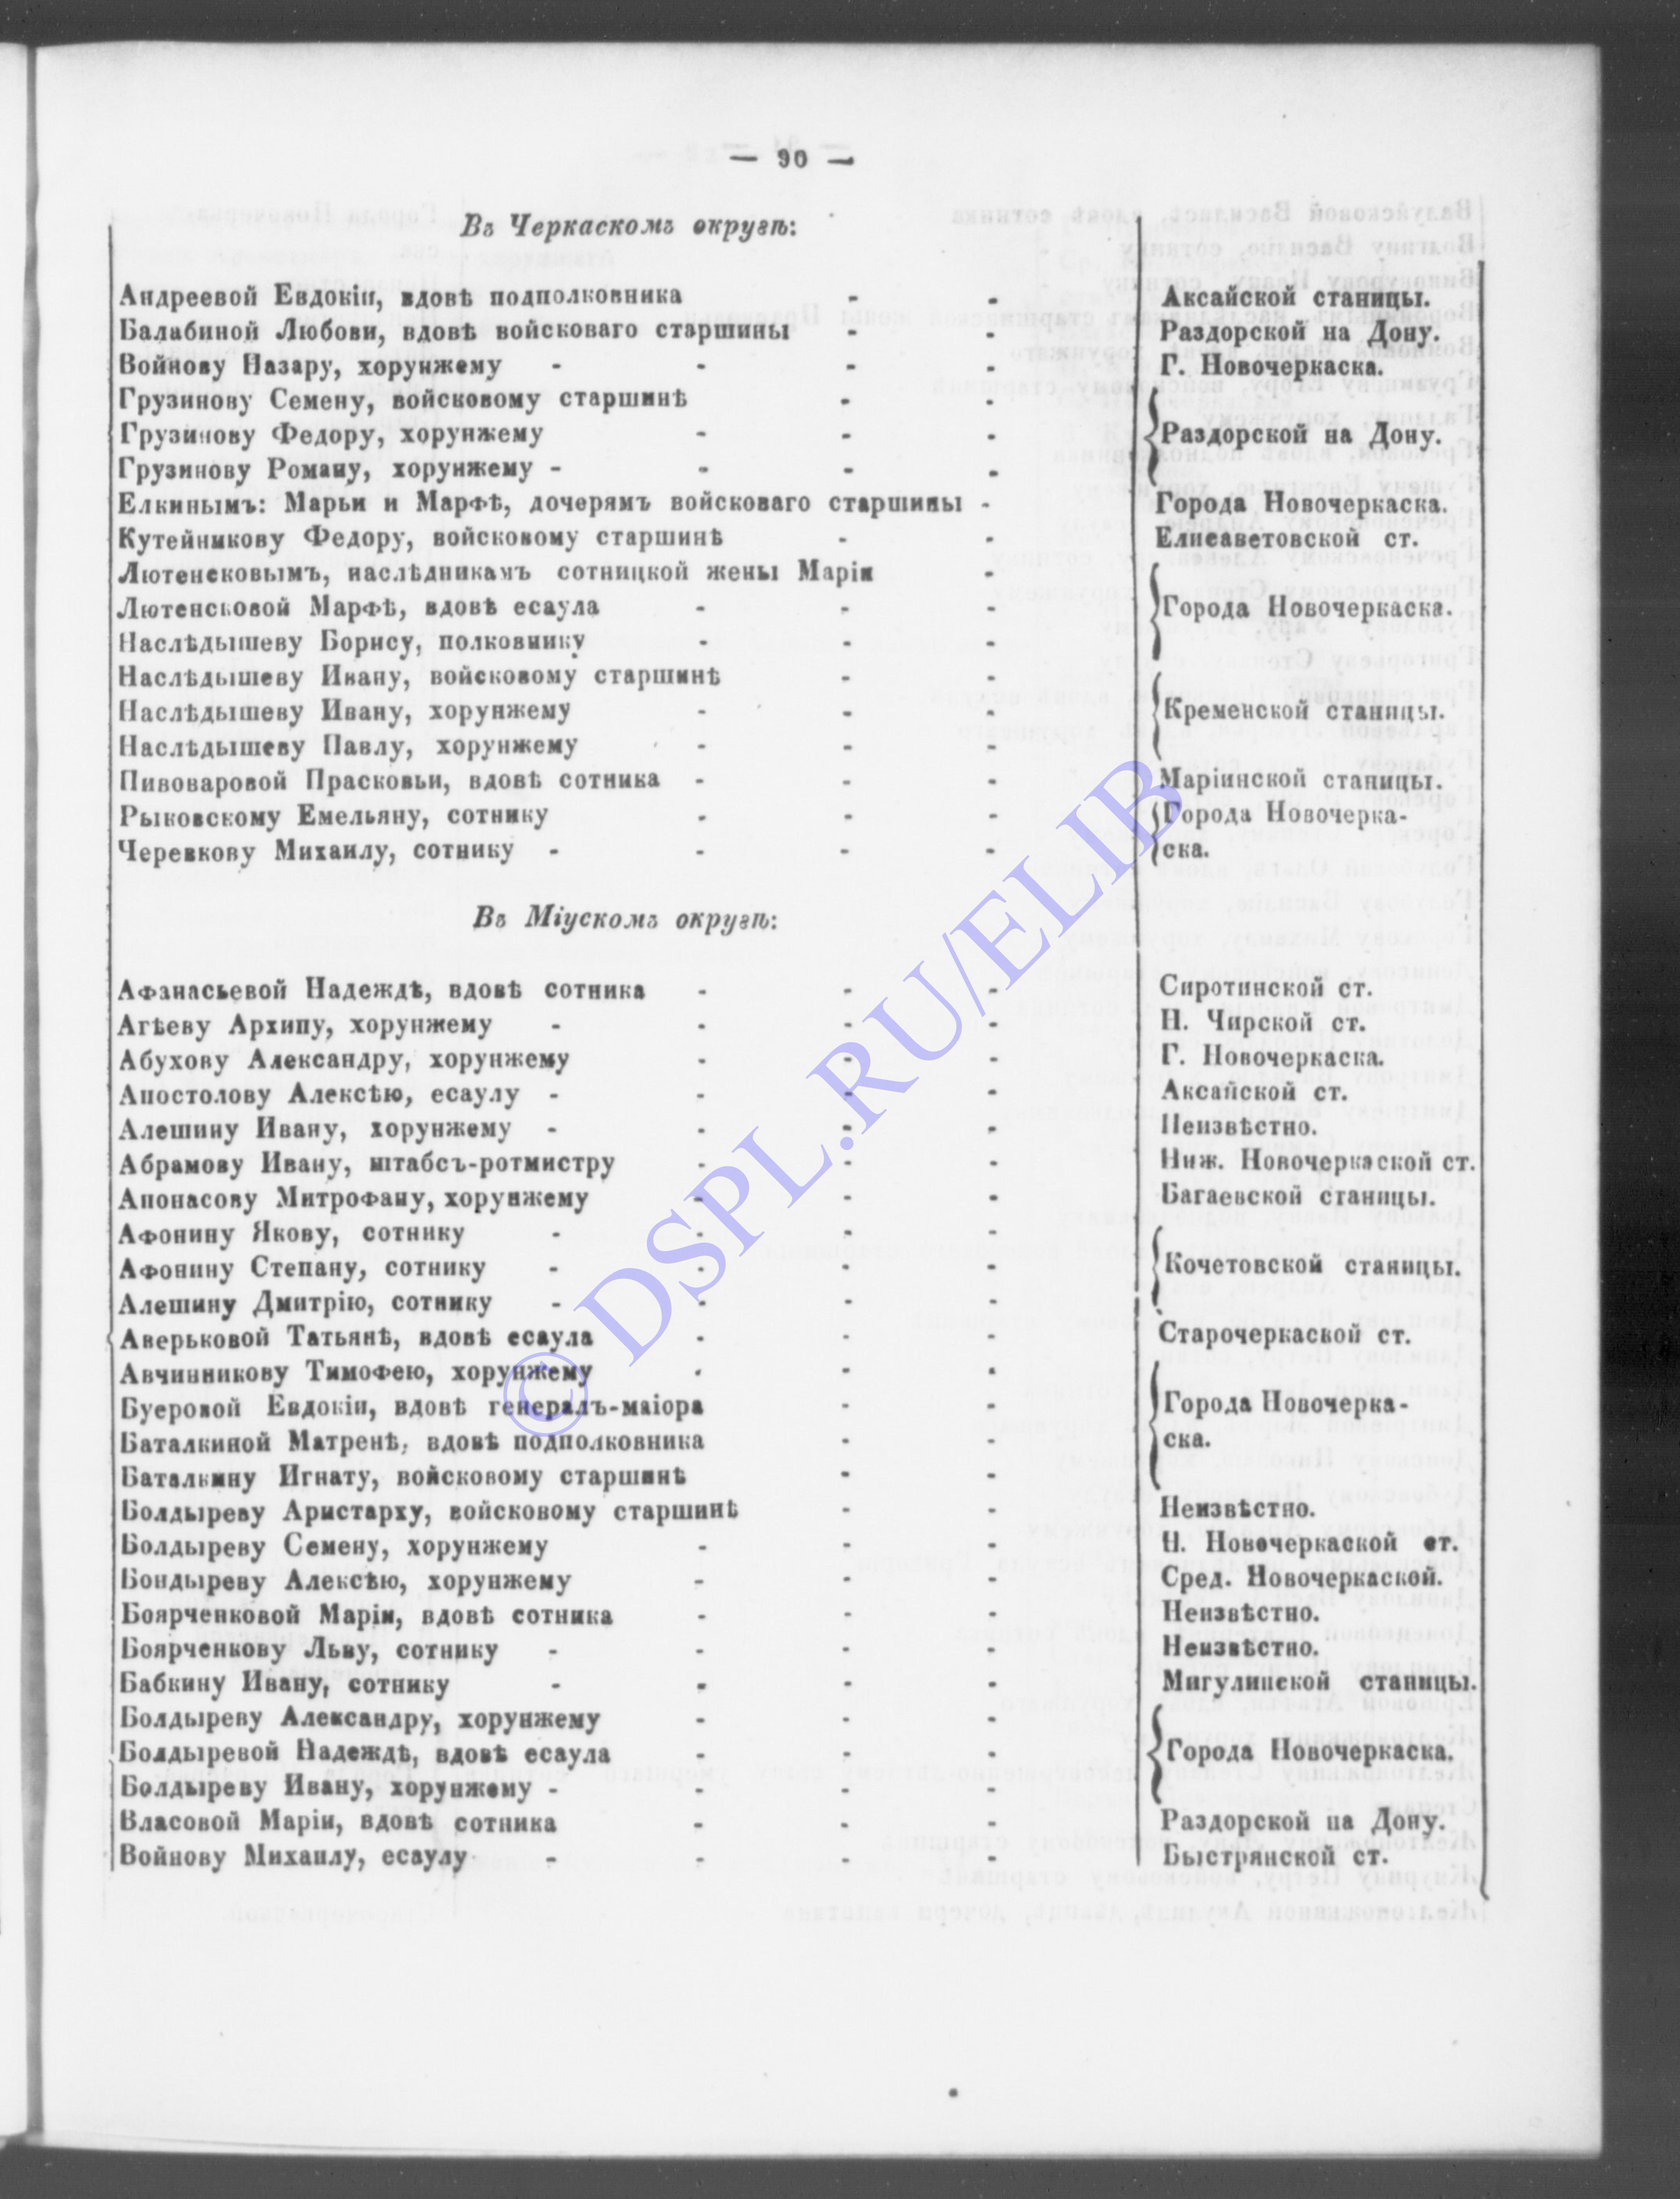 — 90 —
Въ Черкаскомъ округѣ:
Андреевой Евдокіи, вдовѣ подполковника - - Аксайской станицы.
Балабиной Любови, вдовѣ войсковаго старшины - - Раздорской на Дону.
Войнову Назару, хорунжему - - - - Г. Новочеркаска.
Грузинову Семену, войсковому старшинѣ - -
Грузинову Федору, хорунжему - - - Раздорской на Дону.
Грузинову Роману, хорунжему - - - -
Елкинымъ: Марьи и Марфѣ, дочерямъ войсковаго старшины - Города Новочеркаска.
Кутейникову Федору, войсковому старшинѣ - - Елисаветовской ст.
Лютенсковымъ, наслѣдникамъ сотницкой жены Маріи -
Лютенсковой Марфѣ, вдовѣ есаула - - - Города Новочеркаска.
Наслѣдышеву Борису, полковнику - - -
Наслѣдышеву Ивану, войсковому старшинѣ - -
Наслѣдышеву Ивану, хорунжему - - - Кременской станицы.
Наслѣдышеву Павлу, хорунжему - - -
Пивоваровой Прасковьи, вдовѣ сотника - - - Маріинской станицы.
Рыковскому Емельяну, сотнику - - - Города Новочерка-
Черевкову Михаилу, сотнику - - - - ска.
Въ Міускомъ округѣ:
Афанасьевой Надеждѣ, вдовѣ сотника - - - Сиротинской ст.
Агѣеву Архипу, хорунжему - - - - Н. Чирской ст.
Абухову Александру, хорунжему - - - Г. Новочеркаска.
Апостолову Алексѣю, есаулу - - - - Аксайской ст.
Алешину Ивану, хорунжему - - - - Неизвѣстно.
Абрамову Ивану, штабсъ-ротмистру - - - Ниж. Новочеркаской ст.
Апонасову Митрофану, хорунжему - - - Багаевской станицы.
Афонину Якову, сотнику - - - -
Афонину Степану, сотнику - - - - Кочетовской станицы.
Алешину Дмитрію, сотнику - - - -
Аверьковой Татьянѣ, вдовѣ есаула - - - Старочеркаской ст.
Авчинникову Тимофею, хорунжему - - -
Буеровой Евдокіи, вдовѣ генералъ-маіора - - Города Новочерка-
Баталкиной Матренѣ, вдовѣ подполковника - - ска.
Баталкину Игнату, войсковому старшинѣ - -
Болдыреву Аристарху, войсковому старшинѣ - - Неизвѣстно.
Болдыреву Семену, хорунжему - - - Н. Новочеркаской ст.
Бондыреву Алексѣю, хорунжему - - - Сред. Новочеркаской.
Боярченковой Маріи, вдовѣ сотника - - - Неизвѣстно.
Боярченкову Льву, сотнику - - - - Неизвѣстно.
Бабкину Ивану, сотнику - - - - Мигулинской станицы.
Болдыреву Александру, хорунжему - - -
Болдыревой Надеждѣ, вдовѣ есаула - - - Города Новочеркаска.
Болдыреву Ивану, хорунжему - - - -
Власовой Маріи, вдовѣ сотника - - - Раздорской на Дону.
Войнову Михаилу, есаулу - - - - Быстрянской ст.
© DSPL.RU/ELIB